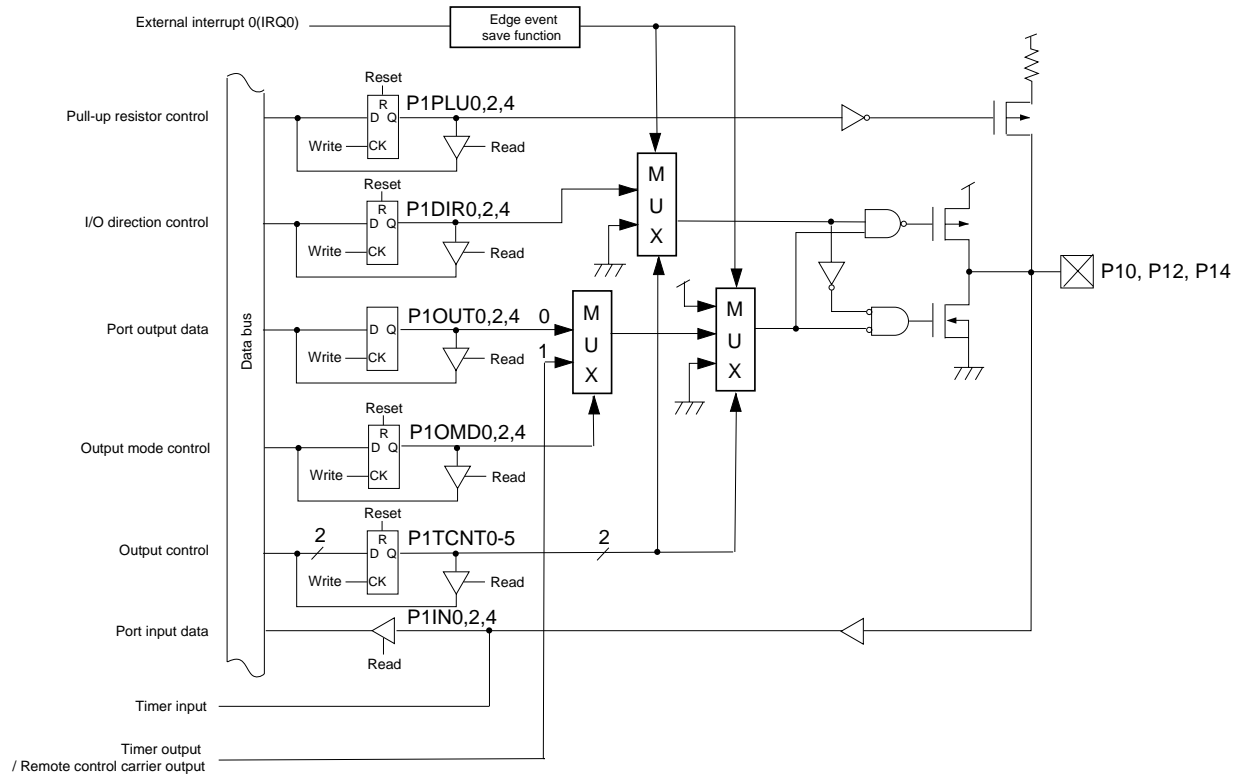 External interrupt 0(IRQ0)
Edge event
save function
Reset
Pull-up resistor control
R
D Q
CK
P1PLU0,2,4
Write
Read
M
U
X
Reset
I/O direction control
R
D Q
CK
P1DIR0,2,4
Write
Read
P10, P12, P14
Data bus
Port output data
D Q
CK
P1OUT0,2,4
0
1
Write
Read
M
U
X
M
U
X
Reset
Output mode control
R
D Q
CK
P1OMD0,2,4
Write
Read
Reset
Output control
2
R
D Q
CK
P1TCNT0-5
2
Write
Read
Port input data
P1IN0,2,4
Read
Timer input
Timer output
/ Remote control carrier output